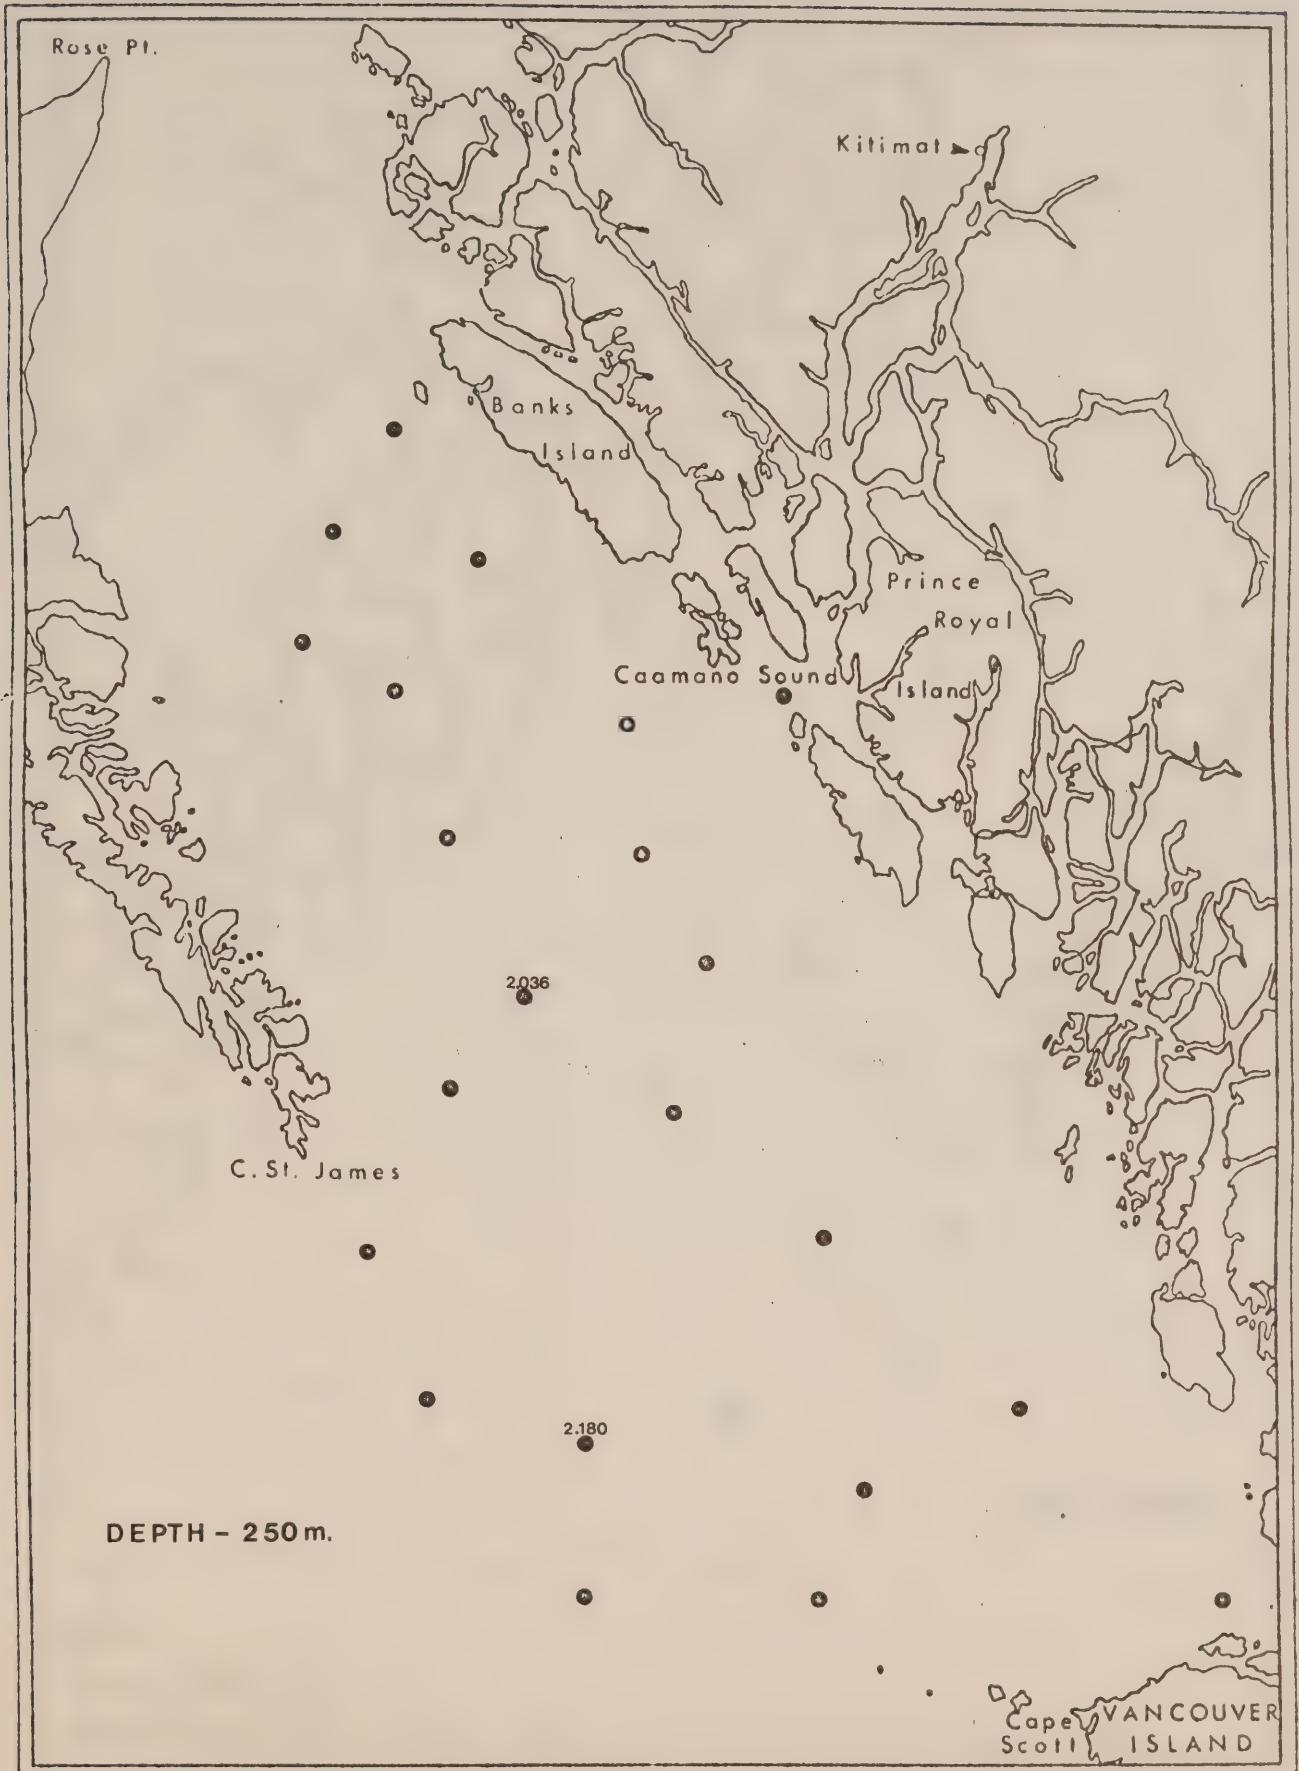 Rose Pt.
Kitimat
Banks
Island
Prince
Royal
Island
Caamano Sound
2.036
C. St. James
2.180
DEPTH - 250 m.
Cape
Scott
VANCOUVER
ISLAND